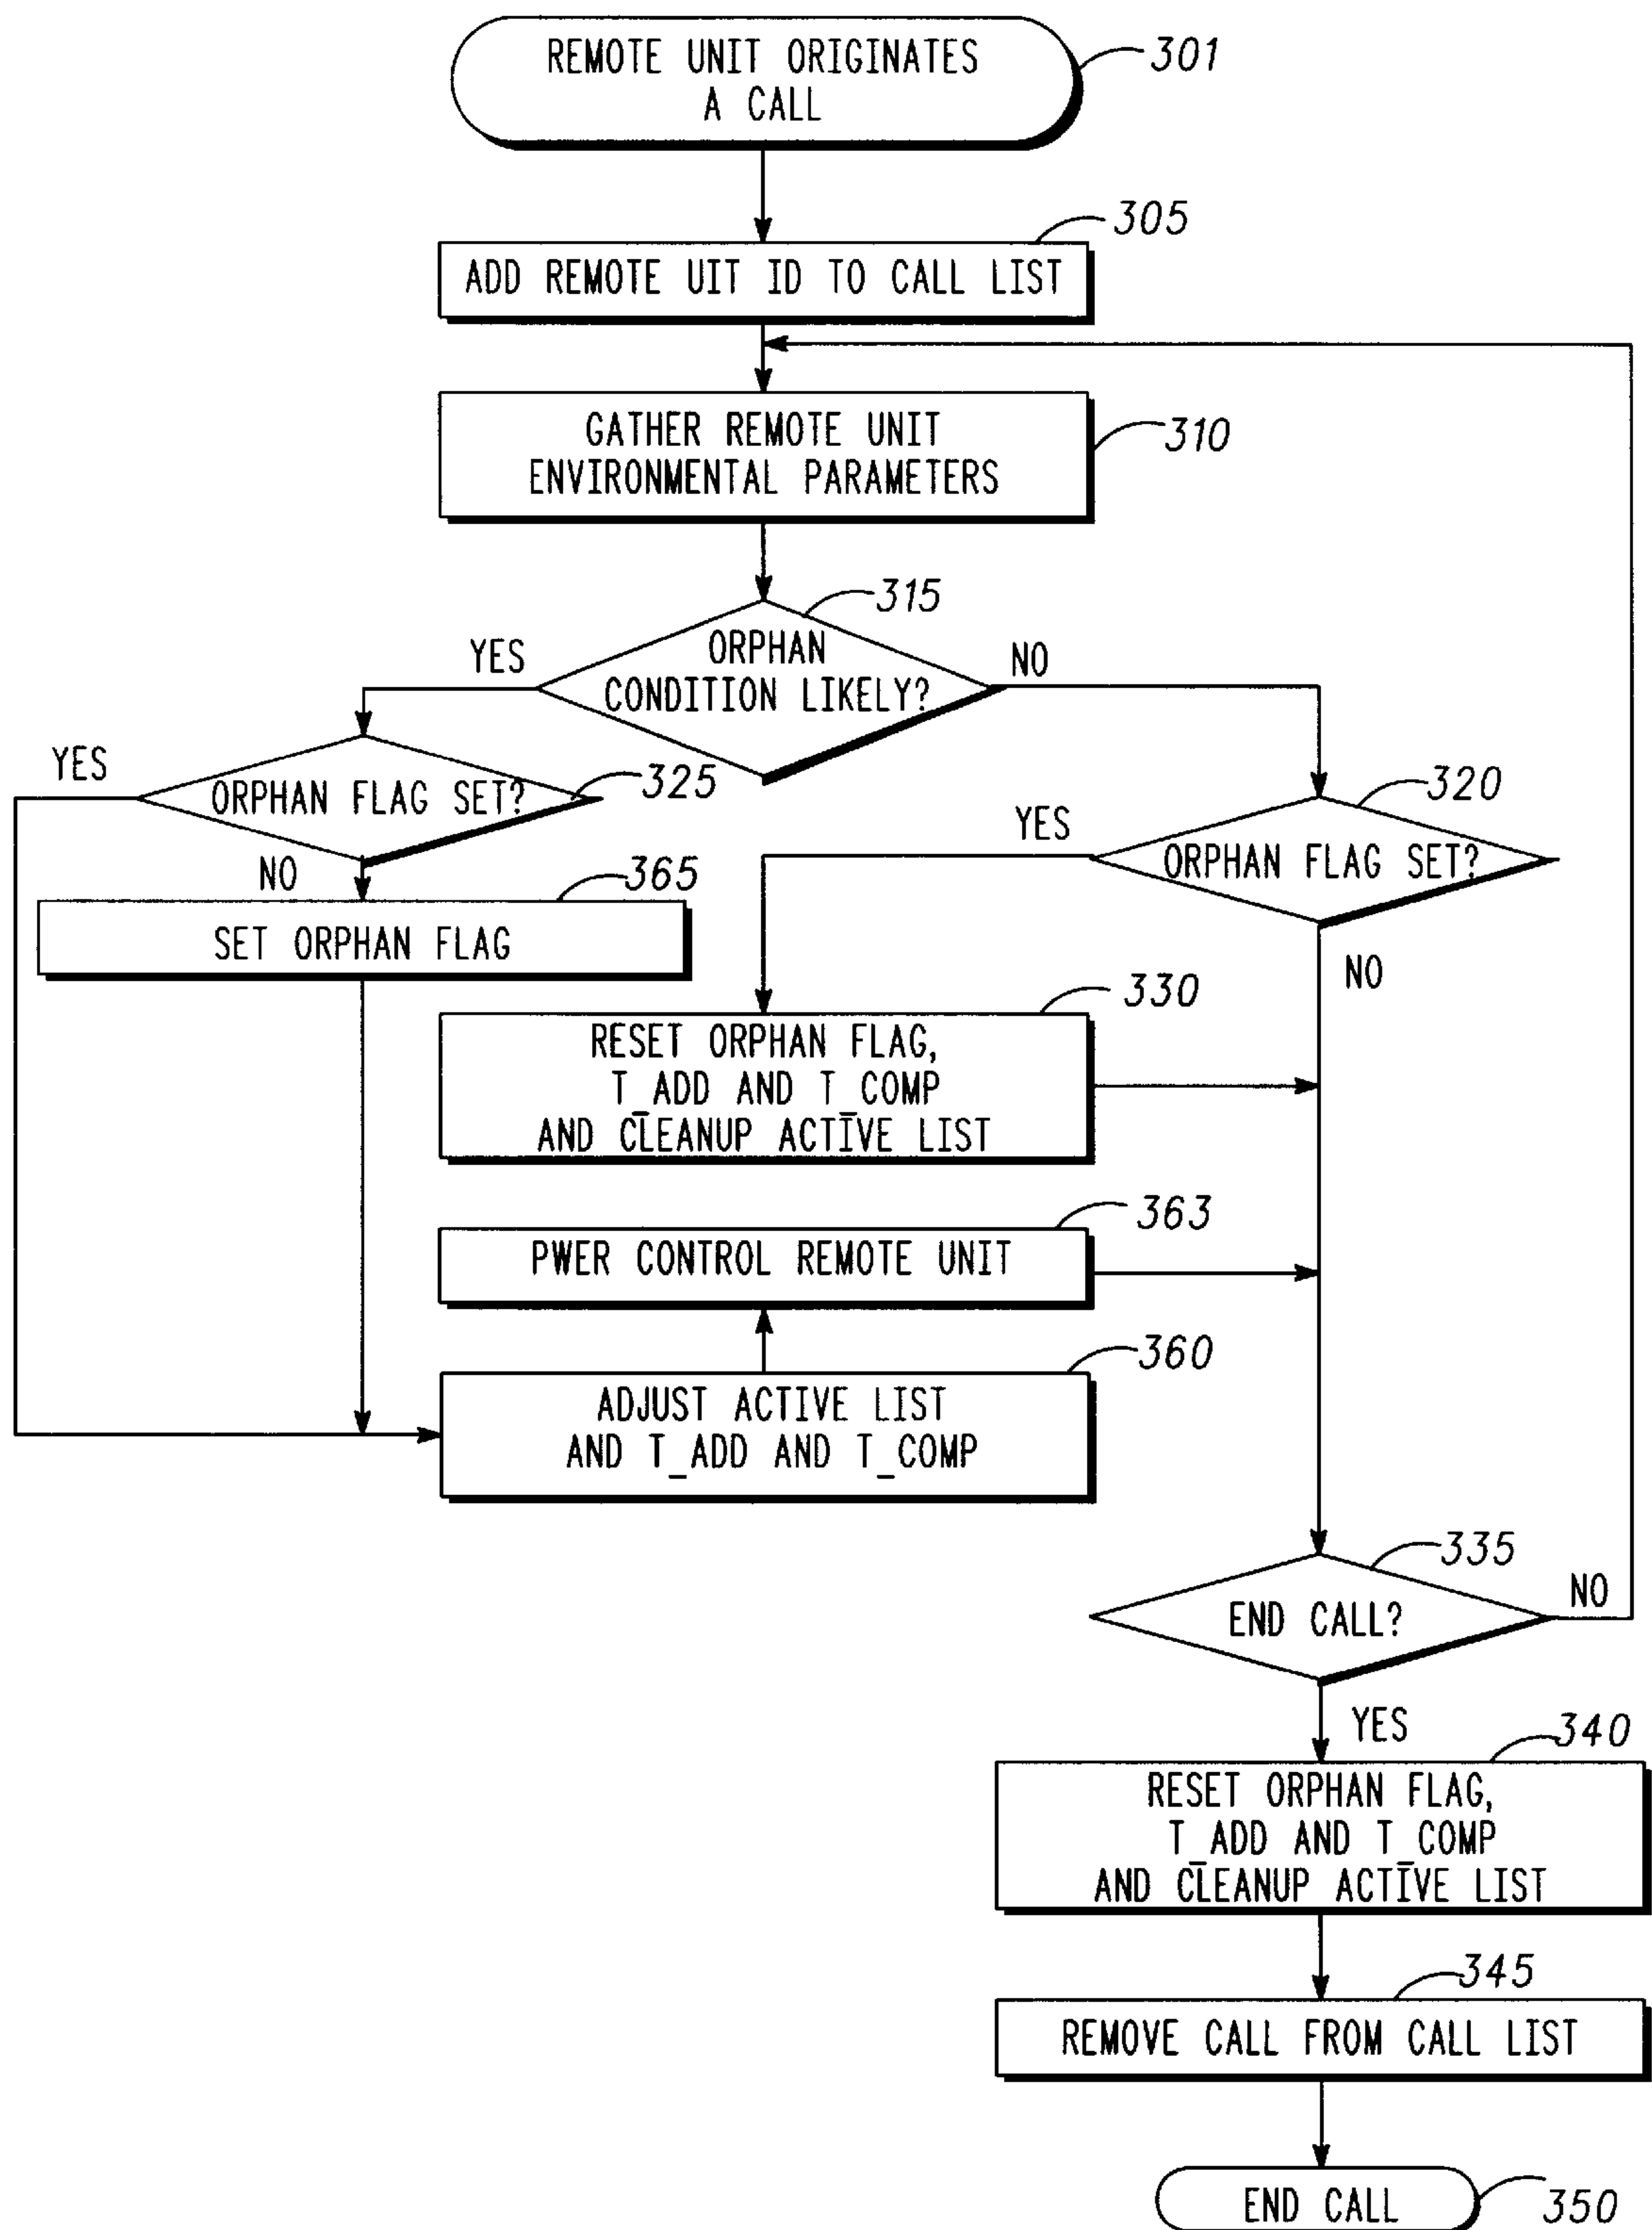 REMOTE UNIT ORIGINATES
A CALL
301
305
ADD REMOTE UIT ID TO CALL LIST
GATHER REMOTE UNIT
ENVIRONMENTAL PARAMETERS
310
315
YES
ORPHAN
CONDITION LIKELY?
NO
YES
ORPHAN FLAG SET?
325
320
YES
ORPHAN FLAG SET?
NO
365
SET ORPHAN FLAG
NO
330
RESET ORPHAN FLAG,
T_ADD AND T_COMP
AND CLEANUP ACTIVE LIST
363
PWER CONTROL REMOTE UNIT
360
ADJUST ACTIVE LIST
AND T_ADD AND T_COMP
335
END CALL?
NO
YES
340
RESET ORPHAN FLAG,
T_ADD AND T_COMP
AND CLEANUP ACTIVE LIST
345
REMOVE CALL FROM CALL LIST
END CALL
350